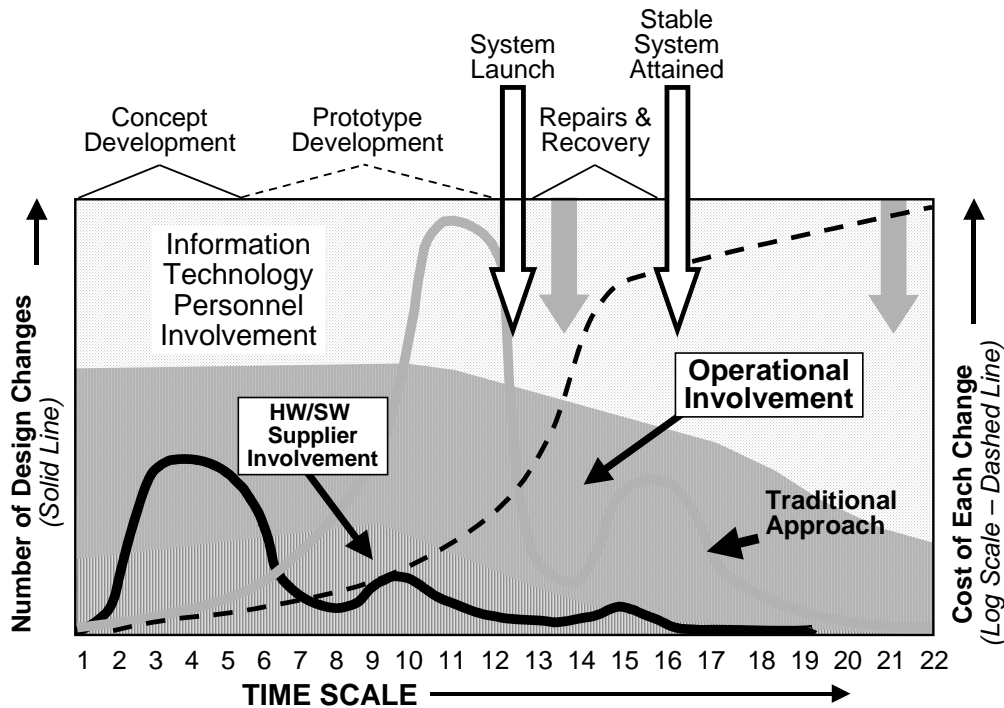 System
Launch
Stable
System
Attained
Concept
Development
Prototype
Development
Repairs &
Recovery
Information
Technology
Personnel
Involvement
Operational
Involvement
HW/SW
Supplier
Involvement
Traditional
Approach
Number of Design Changes
(Solid Line)
Cost of Each Change
(Log Scale – Dashed Line)
1 2 3 4 5 6 7 8 9 10 11 12 13 14 15 16 17 18 19 20 21 22
TIME SCALE